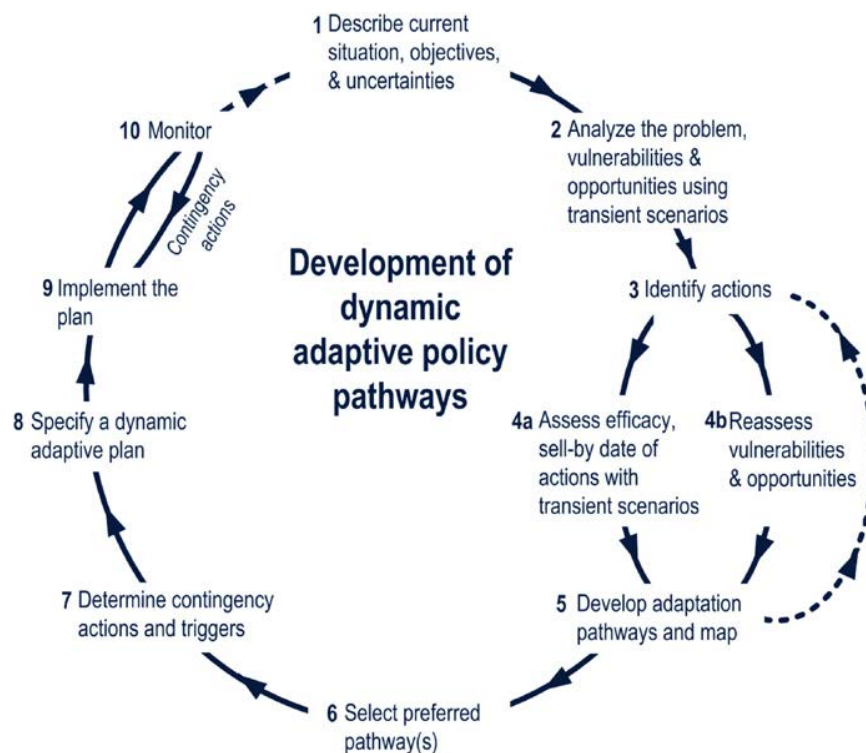 1 Describe current
situation, objectives,
& uncertainties
10 Monitor
2 Analyze the problem,
vulnerabilities &
opportunities using
transient scenarios
Contingency
actions
Development of
dynamic
adaptive policy
pathways
9 Implement the
plan
3 Identify actions
8 Specify a dynamic
adaptive plan
4a Assess efficacy,
sell-by date of
actions with
transient scenarios
4b Reassess
vulnerabilities
& opportunities
7 Determine contingency
actions and triggers
5 Develop adaptation
pathways and map
6 Select preferred
pathway(s)